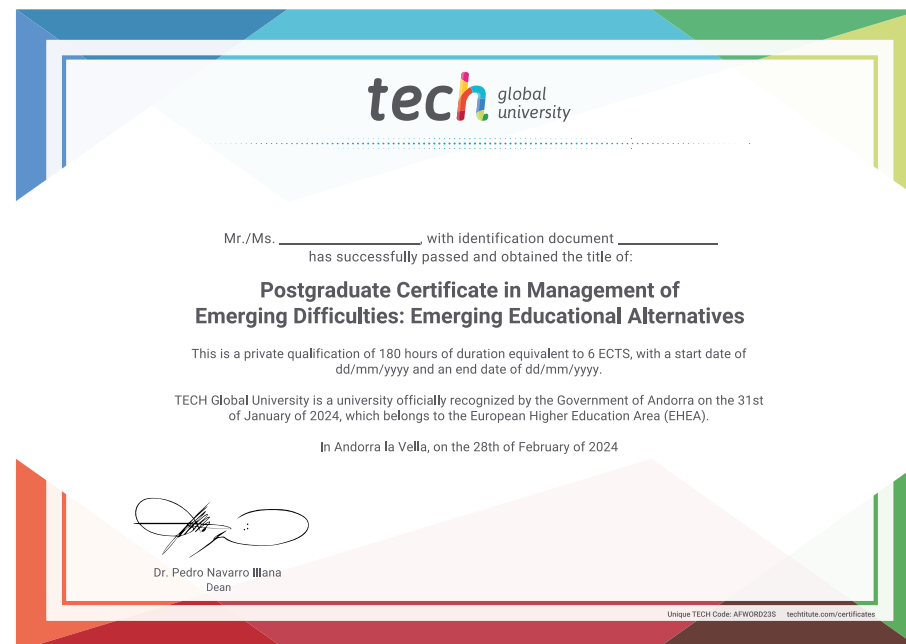 tech global university
Mr./Ms. ____________________, with identification document ______________
has successfully passed and obtained the title of:
Postgraduate Certificate in Management of
Emerging Difficulties: Emerging Educational Alternatives
This is a private qualification of 180 hours of duration equivalent to 6 ECTS, with a start date of
dd/mm/yyyy and an end date of dd/mm/yyyy.
TECH Global University is a university officially recognized by the Government of Andorra on the 31st
of January of 2024, which belongs to the European Higher Education Area (EHEA).
In Andorra la Vella, on the 28th of February of 2024
Dr. Pedro Navarro Illana
Dean
Unique TECH Code: AFWORD23S techtitute.com/certificates